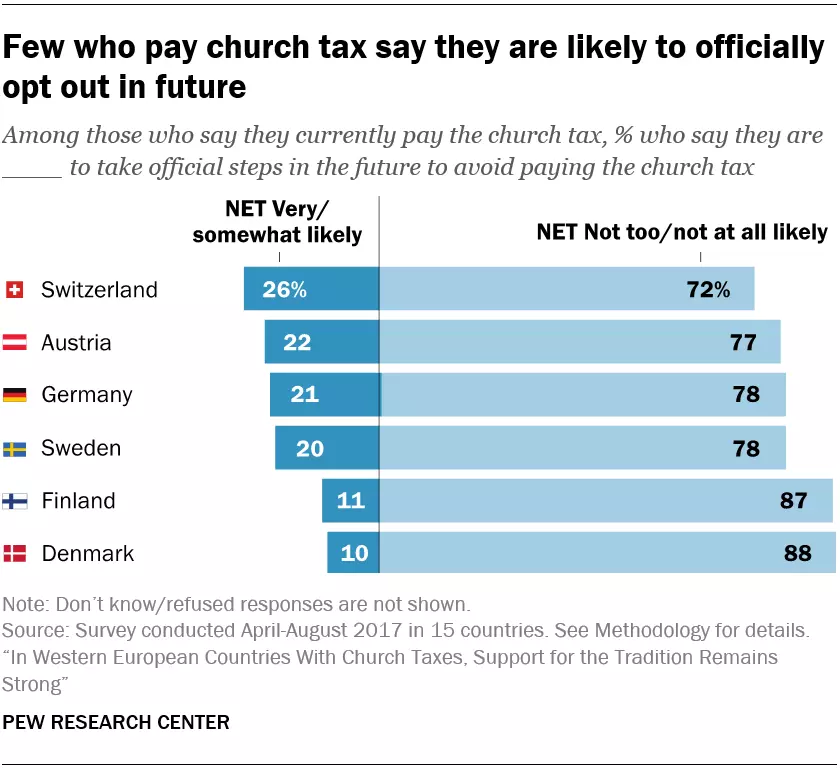 Few who pay church tax say they are likely to officially
opt out in future
Among those who say they currently pay the church tax, % who say they are
____ to take official steps in the future to avoid paying the church tax
NET Very/
somewhat likely
NET Not too/not at all likely
Switzerland 26% 72%
Austria 22 77
Germany 21 78
Sweden 20 78
Finland 11 87
Denmark 10 88
Note: Don’t know/refused responses are not shown.
Source: Survey conducted April-August 2017 in 15 countries. See Methodology for details.
“In Western European Countries With Church Taxes, Support for the Tradition Remains
Strong”
PEW RESEARCH CENTER